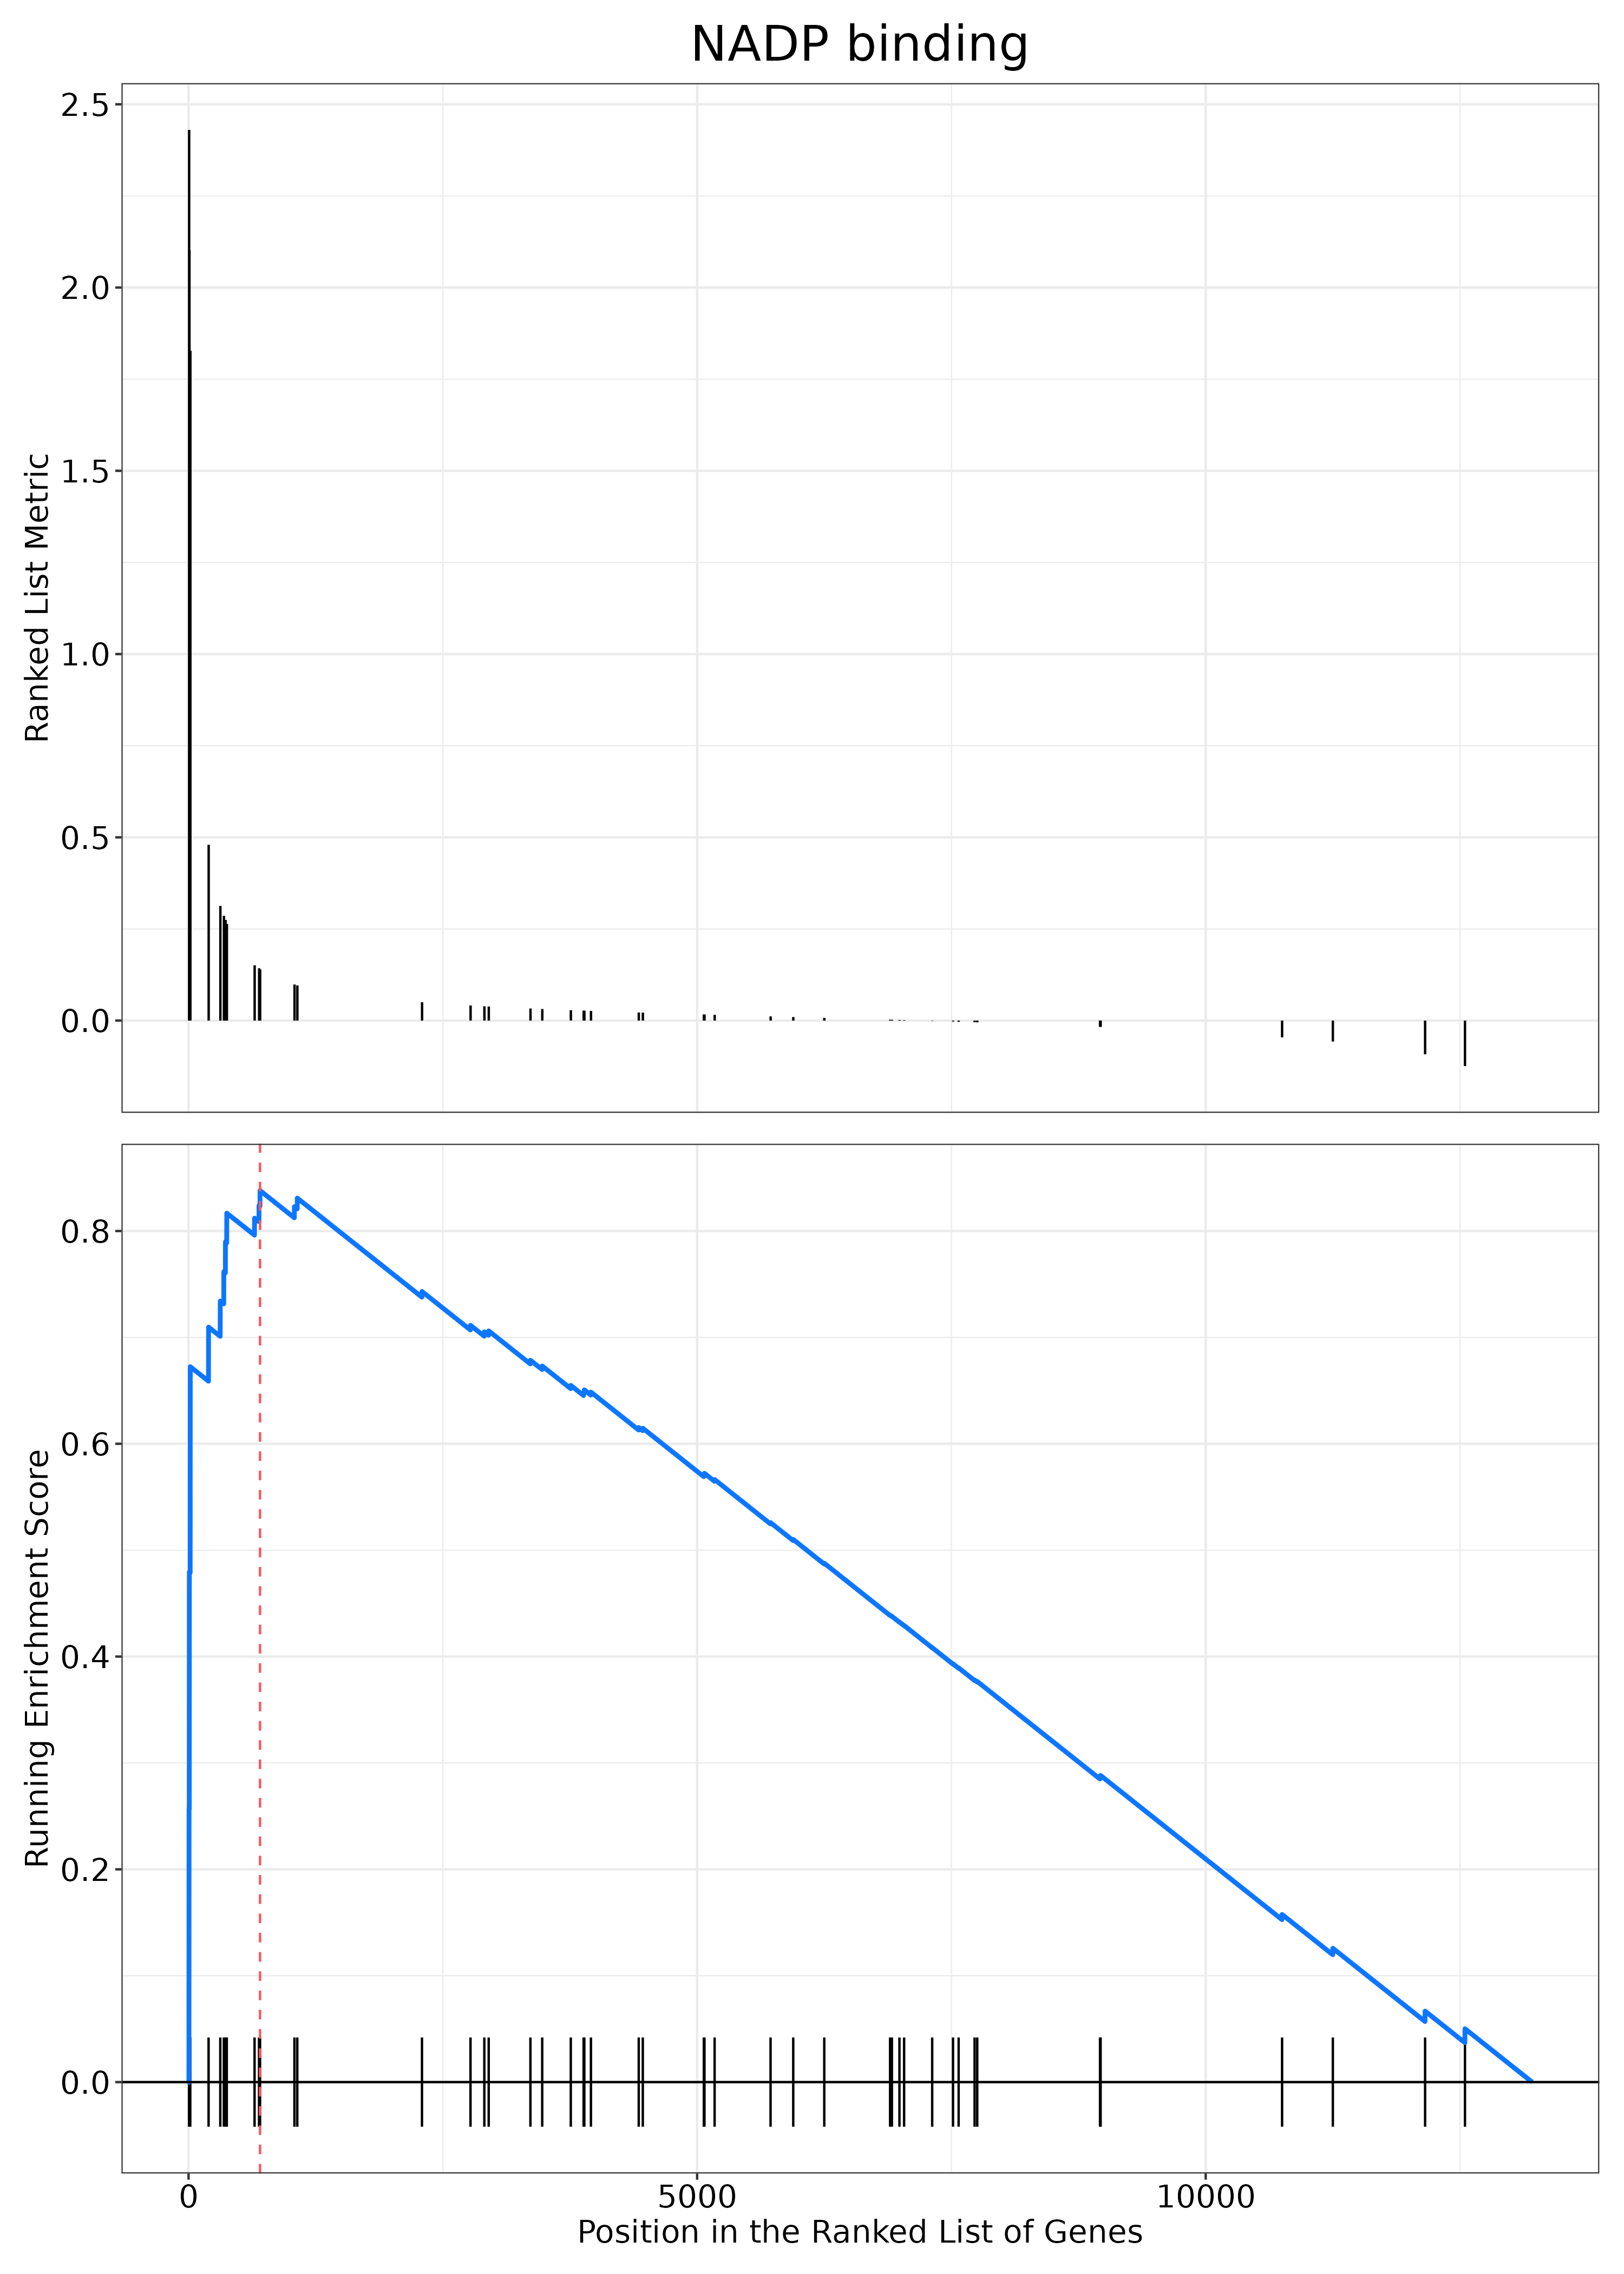 NADP binding
Ranked List Metric
2.5
2.0
1.5
1.0
0.5
0.0
Running Enrichment Score
0.8
0.6
0.4
0.2
0.0
0 5000 10000
Position in the Ranked List of Genes